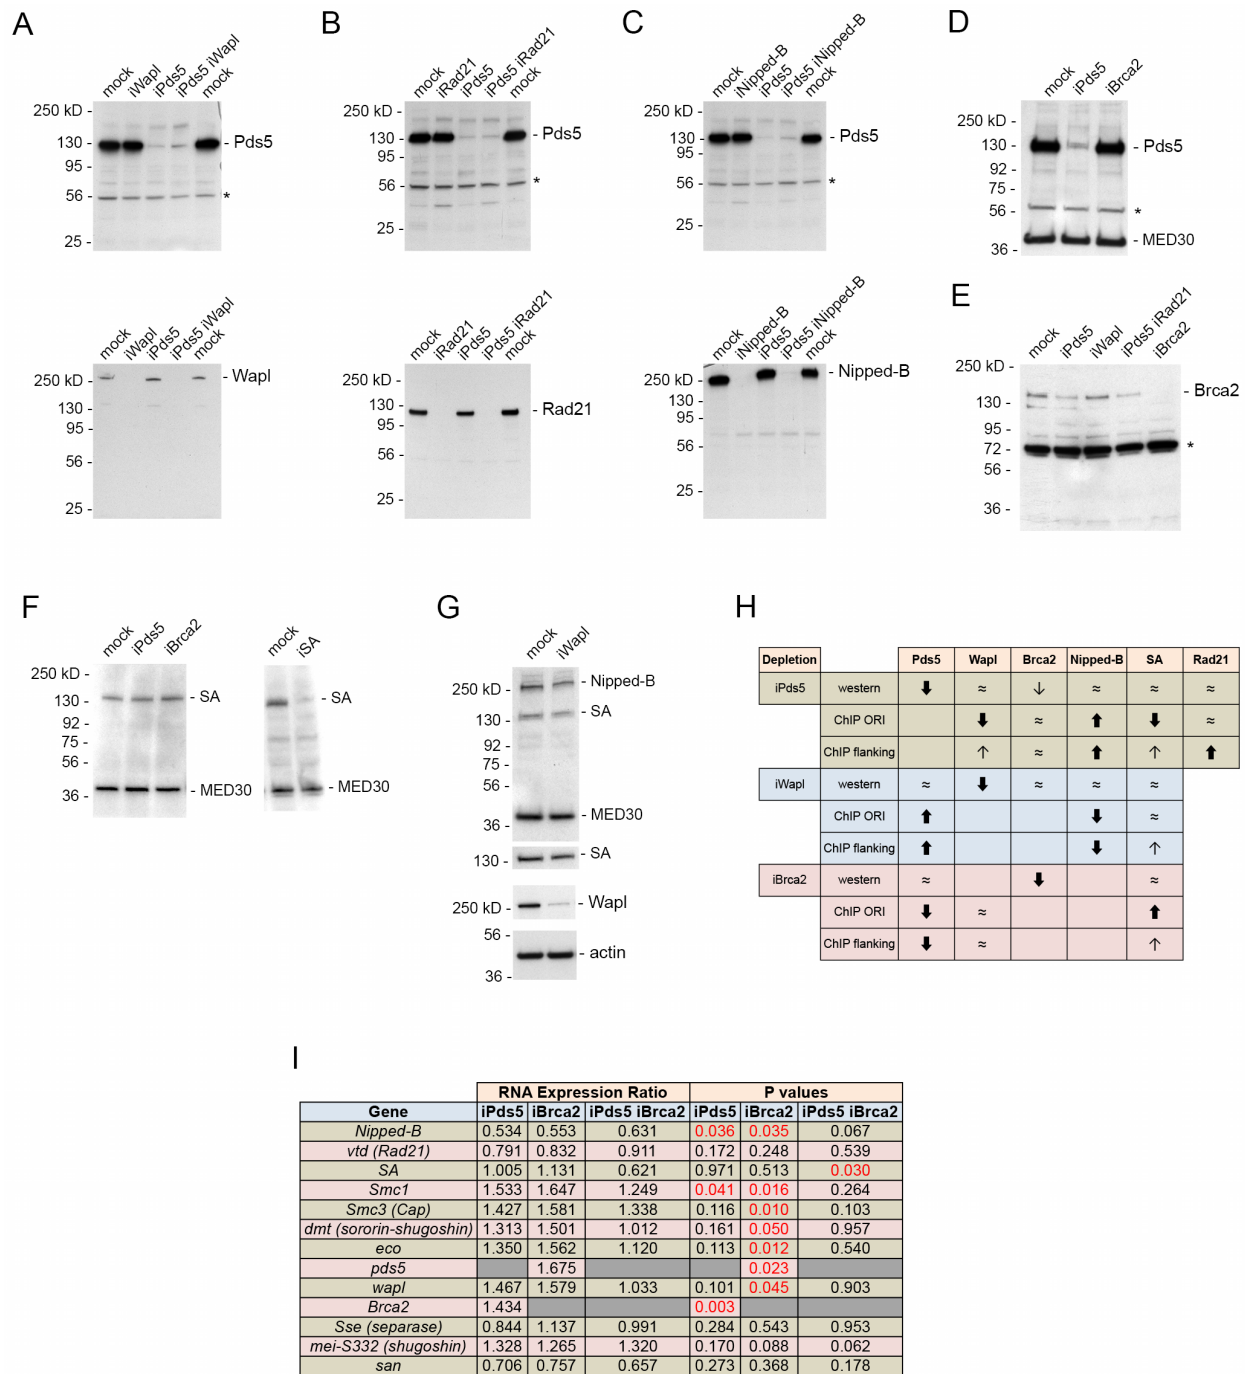 A
mock
iWapl
iPds5
iPds5 iWapl
mock
250 kD -
130 -
95 -
56 -
25 -
- Pds5
*
mock
iWapl
iPds5
iPds5 iWapl
mock
250 kD -
130 -
95 -
56 -
25 -
- Wapl
B
mock
iRad21
iPds5
iPds5 iRad21
mock
250 kD -
130 -
95 -
56 -
25 -
- Pds5
*
mock
iRad21
iPds5
iPds5 iRad21
mock
250 kD -
130 -
95 -
56 -
25 -
- Rad21
C
mock
iNipped-B
iPds5
iPds5 iNipped-B
mock
250 kD -
130 -
95 -
56 -
25 -
- Pds5
*
mock
iNipped-B
iPds5
iPds5 iNipped-B
mock
250 kD -
130 -
95 -
56 -
25 -
- Nipped-B
D
mock
iPds5
iBrca2
250 kD -
130 -
92 -
75 -
56 -
36 -
- Pds5
*
- MED30
E
mock
iPds5
iWapl
iPds5 iRad21
iBrca2
250 kD -
130 -
95 -
72 -
56 -
36 -
- Brca2
*
F
mock
iPds5
iBrca2
250 kD -
130 -
92 -
75 -
56 -
36 -
- SA
- MED30
mock
iSA
- SA
- MED30
G
mock
iWapl
250 kD -
130 -
92 -
75 -
56 -
36 -
- Nipped-B
- SA
- MED30
130 -
- SA
250 kD -
- Wapl
56 -
36 -
- actin
H
Depletion Pds5 Wapl Brca2 Nipped-B SA Rad21
iPds5 western ⬇ ≈ ↓ ≈ ≈ ≈
ChIP ORI ⬇ ≈ ⬆ ⬇ ≈
ChIP flanking ↑ ≈ ⬆ ↑ ⬆
iWapl western ≈ ⬇ ≈ ≈ ≈
ChIP ORI ⬆ ⬇ ≈
ChIP flanking ⬆ ⬇ ↑
iBrca2 western ≈ ⬇ ≈
ChIP ORI ⬇ ≈ ⬆
ChIP flanking ⬇ ≈ ↑
I
RNA Expression Ratio P values
Gene iPds5 iBrca2 iPds5 iBrca2 iPds5 iBrca2 iPds5 iBrca2
Nipped-B 0.534 0.553 0.631 0.036 0.035 0.067
vtd (Rad21) 0.791 0.832 0.911 0.172 0.248 0.539
SA 1.005 1.131 0.621 0.971 0.513 0.030
Smc1 1.533 1.647 1.249 0.041 0.016 0.264
Smc3 (Cap) 1.427 1.581 1.338 0.116 0.010 0.103
dmt (sororin-shugoshin) 1.313 1.501 1.012 0.161 0.050 0.957
eco 1.350 1.562 1.120 0.113 0.012 0.540
pds5 1.675 0.023
wapl 1.467 1.579 1.033 0.101 0.045 0.903
Brca2 1.434 0.003
Sse (separase) 0.844 1.137 0.991 0.284 0.543 0.953
mei-S332 (shugoshin) 1.328 1.265 1.320 0.170 0.088 0.062
san 0.706 0.757 0.657 0.273 0.368 0.178